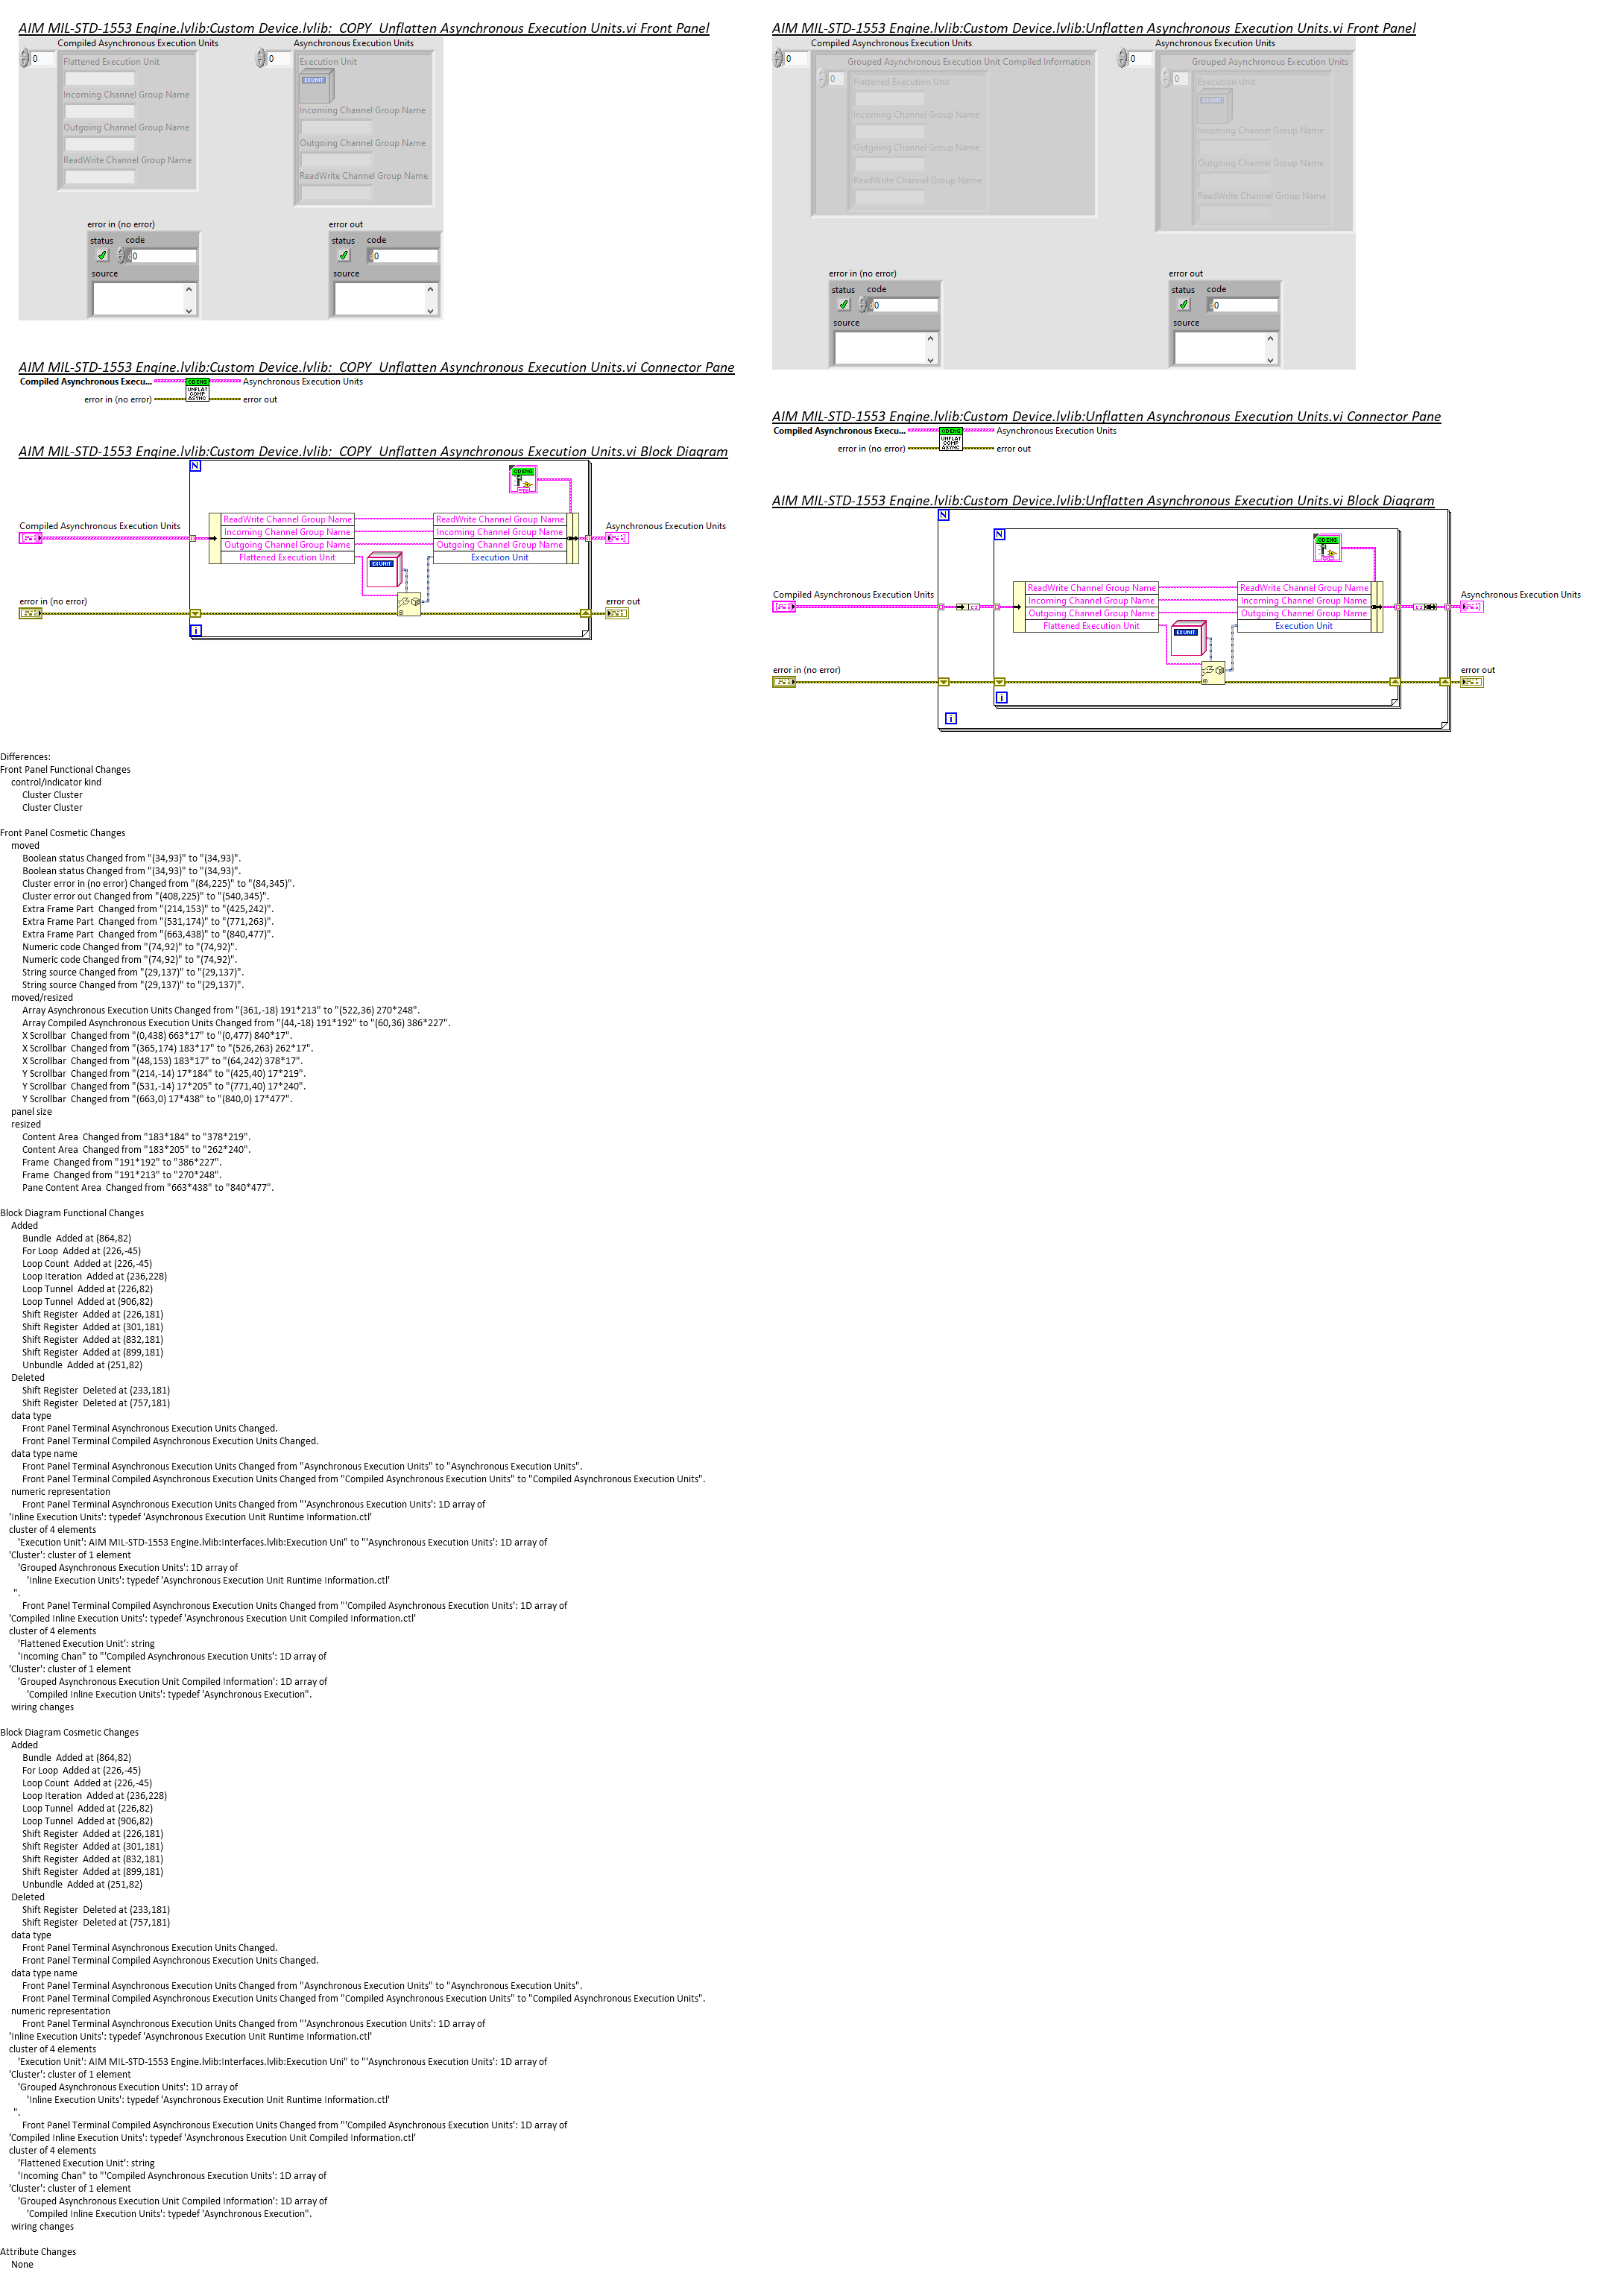 AIM MIL-STD-1553 Engine.lvlib:Custom Device.lvlib:_COPY_Unflatten Asynchronous Execution Units.vi Front Panel
Compiled Asynchronous Execution Units
Asynchronous Execution Units
0
0
Flattened Execution Unit
Execution Unit
EXUNIT
Incoming Channel Group Name
Incoming Channel Group Name
Outgoing Channel Group Name
Outgoing Channel Group Name
ReadWrite Channel Group Name
ReadWrite Channel Group Name
error in (no error)
error out
status code
status code
0
0
source
source
AIM MIL-STD-1553 Engine.lvlib:Custom Device.lvlib:_COPY_Unflatten Asynchronous Execution Units.vi Connector Pane
Compiled Asynchronous Execu...
CDENG
UNFLAT
COMP
ASYNC
Asynchronous Execution Units
error in (no error)
error out
AIM MIL-STD-1553 Engine.lvlib:Custom Device.lvlib:_COPY_Unflatten Asynchronous Execution Units.vi Block Diagram
N
CDENG
Compiled Asynchronous Execution Units
ReadWrite Channel Group Name
ReadWrite Channel Group Name
Asynchronous Execution Units
Incoming Channel Group Name
Incoming Channel Group Name
Outgoing Channel Group Name
Outgoing Channel Group Name
Flattened Execution Unit
Execution Unit
EXUNIT
error in (no error)
error out
i
AIM MIL-STD-1553 Engine.lvlib:Custom Device.lvlib:Unflatten Asynchronous Execution Units.vi Front Panel
Compiled Asynchronous Execution Units
Asynchronous Execution Units
0
0
Grouped Asynchronous Execution Unit Compiled Information
Grouped Asynchronous Execution Units
0
0
Flattened Execution Unit
Execution Unit
EXUNIT
Incoming Channel Group Name
Incoming Channel Group Name
Outgoing Channel Group Name
Outgoing Channel Group Name
ReadWrite Channel Group Name
ReadWrite Channel Group Name
error in (no error)
error out
status code
status code
0
0
source
source
AIM MIL-STD-1553 Engine.lvlib:Custom Device.lvlib:Unflatten Asynchronous Execution Units.vi Connector Pane
Compiled Asynchronous Execu...
CDENG
UNFLAT
COMP
ASYNC
Asynchronous Execution Units
error in (no error)
error out
AIM MIL-STD-1553 Engine.lvlib:Custom Device.lvlib:Unflatten Asynchronous Execution Units.vi Block Diagram
N
N
CDENG
Compiled Asynchronous Execution Units
ReadWrite Channel Group Name
ReadWrite Channel Group Name
Asynchronous Execution Units
Incoming Channel Group Name
Incoming Channel Group Name
Outgoing Channel Group Name
Outgoing Channel Group Name
Flattened Execution Unit
Execution Unit
EXUNIT
error in (no error)
error out
i
i
Differences:
Front Panel Functional Changes
control/indicator kind
Cluster Cluster
Cluster Cluster
Front Panel Cosmetic Changes
moved
Boolean status Changed from "(34,93)" to "(34,93)".
Boolean status Changed from "(34,93)" to "(34,93)".
Cluster error in (no error) Changed from "(84,225)" to "(84,345)".
Cluster error out Changed from "(408,225)" to "(540,345)".
Extra Frame Part  Changed from "(214,153)" to "(425,242)".
Extra Frame Part  Changed from "(531,174)" to "(771,263)".
Extra Frame Part  Changed from "(663,438)" to "(840,477)".
Numeric code Changed from "(74,92)" to "(74,92)".
Numeric code Changed from "(74,92)" to "(74,92)".
String source Changed from "(29,137)" to "(29,137)".
String source Changed from "(29,137)" to "(29,137)".
moved/resized
Array Asynchronous Execution Units Changed from "(361,-18) 191*213" to "(522,36) 270*248".
Array Compiled Asynchronous Execution Units Changed from "(44,-18) 191*192" to "(60,36) 386*227".
X Scrollbar  Changed from "(0,438) 663*17" to "(0,477) 840*17".
X Scrollbar  Changed from "(365,174) 183*17" to "(526,263) 262*17".
X Scrollbar  Changed from "(48,153) 183*17" to "(64,242) 378*17".
Y Scrollbar  Changed from "(214,-14) 17*184" to "(425,40) 17*219".
Y Scrollbar  Changed from "(531,-14) 17*205" to "(771,40) 17*240".
Y Scrollbar  Changed from "(663,0) 17*438" to "(840,0) 17*477".
panel size
resized
Content Area  Changed from "183*184" to "378*219".
Content Area  Changed from "183*205" to "262*240".
Frame  Changed from "191*192" to "386*227".
Frame  Changed from "191*213" to "270*248".
Pane Content Area  Changed from "663*438" to "840*477".
Block Diagram Functional Changes
Added
Bundle  Added at (864,82)
For Loop  Added at (226,-45)
Loop Count  Added at (226,-45)
Loop Iteration  Added at (236,228)
Loop Tunnel  Added at (226,82)
Loop Tunnel  Added at (906,82)
Shift Register  Added at (226,181)
Shift Register  Added at (301,181)
Shift Register  Added at (832,181)
Shift Register  Added at (899,181)
Unbundle  Added at (251,82)
Deleted
Shift Register  Deleted at (233,181)
Shift Register  Deleted at (757,181)
data type
Front Panel Terminal Asynchronous Execution Units Changed.
Front Panel Terminal Compiled Asynchronous Execution Units Changed.
data type name
Front Panel Terminal Asynchronous Execution Units Changed from "Asynchronous Execution Units" to "Asynchronous Execution Units".
Front Panel Terminal Compiled Asynchronous Execution Units Changed from "Compiled Asynchronous Execution Units" to "Compiled Asynchronous Execution Units".
numeric representation
Front Panel Terminal Asynchronous Execution Units Changed from "'Asynchronous Execution Units': 1D array of
'Inline Execution Units': typedef 'Asynchronous Execution Unit Runtime Information.ctl'
cluster of 4 elements
'Execution Unit': AIM MIL-STD-1553 Engine.lvlib:Interfaces.lvlib:Execution Uni" to "'Asynchronous Execution Units': 1D array of
'Cluster': cluster of 1 element
'Grouped Asynchronous Execution Units': 1D array of
'Inline Execution Units': typedef 'Asynchronous Execution Unit Runtime Information.ctl'
".
Front Panel Terminal Compiled Asynchronous Execution Units Changed from "'Compiled Asynchronous Execution Units': 1D array of
'Compiled Inline Execution Units': typedef 'Asynchronous Execution Unit Compiled Information.ctl'
cluster of 4 elements
'Flattened Execution Unit': string
'Incoming Chan" to "'Compiled Asynchronous Execution Units': 1D array of
'Cluster': cluster of 1 element
'Grouped Asynchronous Execution Unit Compiled Information': 1D array of
'Compiled Inline Execution Units': typedef 'Asynchronous Execution".
wiring changes
Block Diagram Cosmetic Changes
Added
Bundle  Added at (864,82)
For Loop  Added at (226,-45)
Loop Count  Added at (226,-45)
Loop Iteration  Added at (236,228)
Loop Tunnel  Added at (226,82)
Loop Tunnel  Added at (906,82)
Shift Register  Added at (226,181)
Shift Register  Added at (301,181)
Shift Register  Added at (832,181)
Shift Register  Added at (899,181)
Unbundle  Added at (251,82)
Deleted
Shift Register  Deleted at (233,181)
Shift Register  Deleted at (757,181)
data type
Front Panel Terminal Asynchronous Execution Units Changed.
Front Panel Terminal Compiled Asynchronous Execution Units Changed.
data type name
Front Panel Terminal Asynchronous Execution Units Changed from "Asynchronous Execution Units" to "Asynchronous Execution Units".
Front Panel Terminal Compiled Asynchronous Execution Units Changed from "Compiled Asynchronous Execution Units" to "Compiled Asynchronous Execution Units".
numeric representation
Front Panel Terminal Asynchronous Execution Units Changed from "'Asynchronous Execution Units': 1D array of
'Inline Execution Units': typedef 'Asynchronous Execution Unit Runtime Information.ctl'
cluster of 4 elements
'Execution Unit': AIM MIL-STD-1553 Engine.lvlib:Interfaces.lvlib:Execution Uni" to "'Asynchronous Execution Units': 1D array of
'Cluster': cluster of 1 element
'Grouped Asynchronous Execution Units': 1D array of
'Inline Execution Units': typedef 'Asynchronous Execution Unit Runtime Information.ctl'
".
Front Panel Terminal Compiled Asynchronous Execution Units Changed from "'Compiled Asynchronous Execution Units': 1D array of
'Compiled Inline Execution Units': typedef 'Asynchronous Execution Unit Compiled Information.ctl'
cluster of 4 elements
'Flattened Execution Unit': string
'Incoming Chan" to "'Compiled Asynchronous Execution Units': 1D array of
'Cluster': cluster of 1 element
'Grouped Asynchronous Execution Unit Compiled Information': 1D array of
'Compiled Inline Execution Units': typedef 'Asynchronous Execution".
wiring changes
Attribute Changes
None